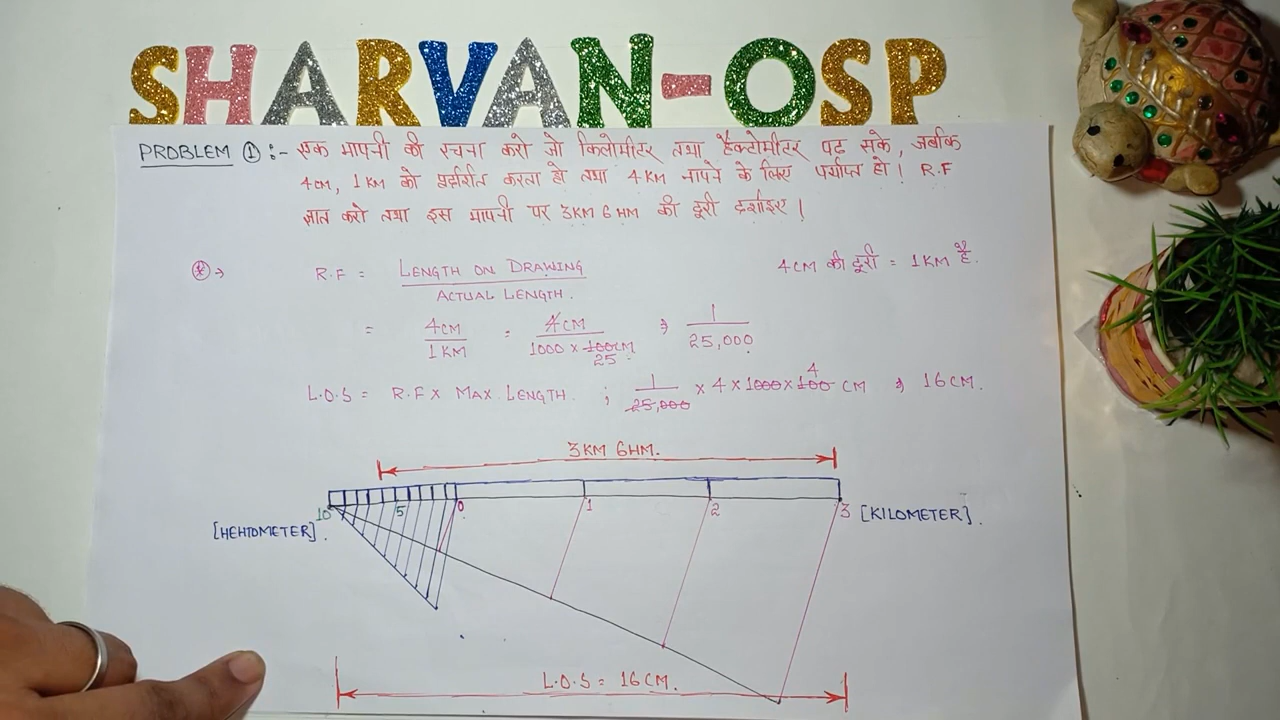 SHARVAN-OSP
PROBLEM ① :- एक मापनी की रचना करो जो किलोमीटर तथा हैक्टोमीटर पढ़ सके, जबकि
4CM, 1KM को प्रदर्शित करता हो तथा 4KM नापने के लिए पर्याप्त हो! R.F
ज्ञात करो तथा इस मापनी पर 3KM 6HM की दूरी दर्शाइए!
R.F = LENGTH ON DRAWING / ACTUAL LENGTH. 4CM की दूरी = 1KM है.
= 4CM / 1KM = 4CM / 1000 x 100CM 25 ⇒ 1 / 25,000
L.O.S = R.F x MAX LENGTH ; 1 / 25,000 x 4 x 1000 x 100 4 CM ⇒ 16CM.
3KM 6HM.
10 5 0 1 2 3
[HEHTOMETER]. [KILOMETER].
L.O.S = 16CM.